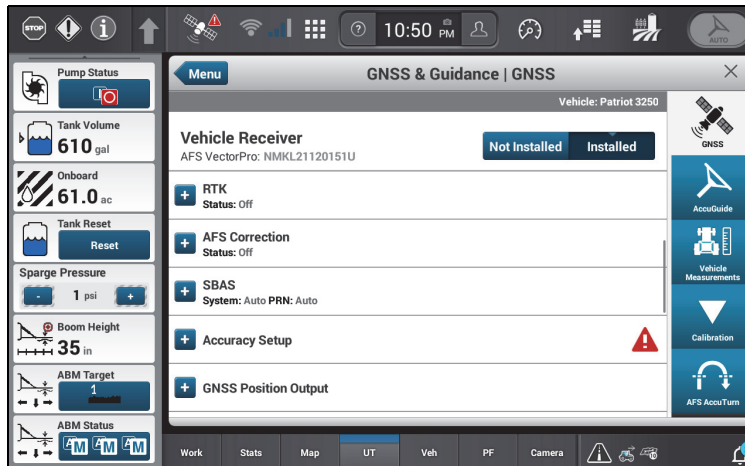 STOP
10:50 PM
AUTO
Pump Status
Tank Volume
610 gal
Onboard
61.0 ac
Tank Reset
Reset
Sparge Pressure
- 1 psi +
Boom Height
35 in
ABM Target
1
ABM Status
M M M
Menu
GNSS & Guidance | GNSS
Vehicle: Patriot 3250
Vehicle Receiver
AFS VectorPro: NMKL21120151U
Not Installed Installed
RTK
Status: Off
AFS Correction
Status: Off
SBAS
System: Auto PRN: Auto
Accuracy Setup
GNSS Position Output
GNSS
AccuGuide
Vehicle
Measurements
Calibration
AFS AccuTurn
Work Stats Map UT Veh PF Camera